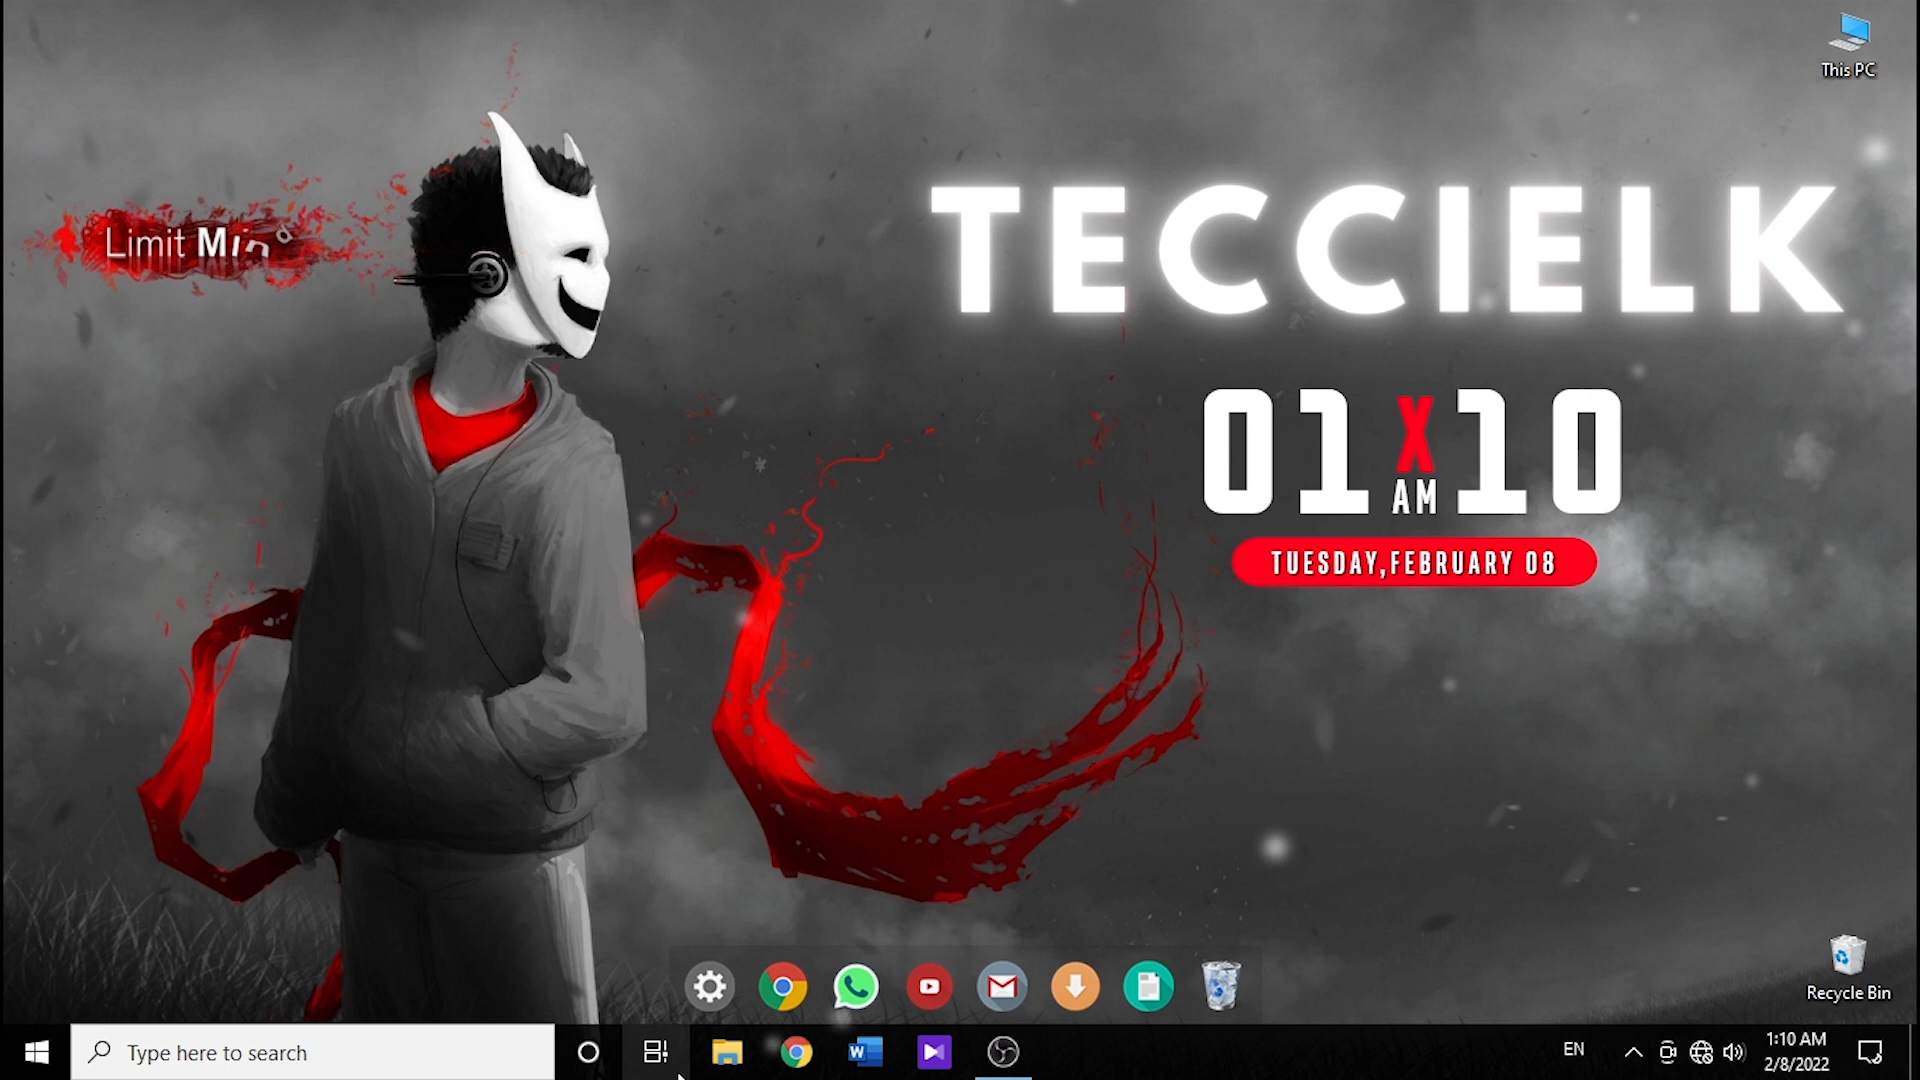 This PC
TECCIELK
Limit Mind
01 X 10
AM
TUESDAY,FEBRUARY 08
Recycle Bin
Type here to search
EN
1:10 AM
2/8/2022